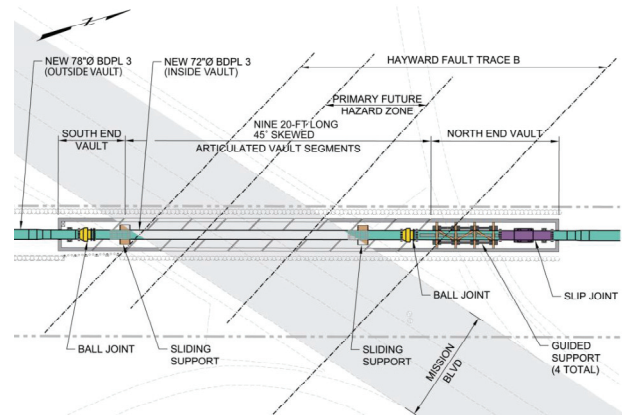 Z
NEW 78"Ø BDPL 3
(OUTSIDE VAULT)
NEW 72"Ø BDPL 3
(INSIDE VAULT)
HAYWARD FAULT TRACE B
PRIMARY FUTURE
HAZARD ZONE
SOUTH END
VAULT
NINE 20-FT LONG
45° SKEWED
ARTICULATED VAULT SEGMENTS
NORTH END VAULT
BALL JOINT
SLIDING
SUPPORT
SLIDING
SUPPORT
BALL JOINT
SLIP JOINT
GUIDED
SUPPORT
(4 TOTAL)
MISSION
BLVD